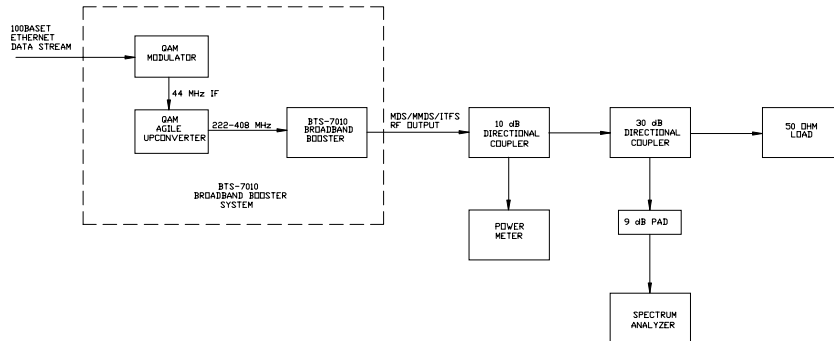 100BASET
ETHERNET
DATA STREAM
QAM
MODULATOR
44 MHz IF
QAM
AGILE
UPCONVERTER
222-408 MHz
BTS-7010
BROADBAND
BOOSTER
BTS-7010
BROADBAND BOOSTER
SYSTEM
MDS/MMDS/ITFS
RF OUTPUT
10 dB
DIRECTIONAL
COUPLER
POWER
METER
30 dB
DIRECTIONAL
COUPLER
9 dB PAD
SPECTRUM
ANALYZER
50 OHM
LOAD